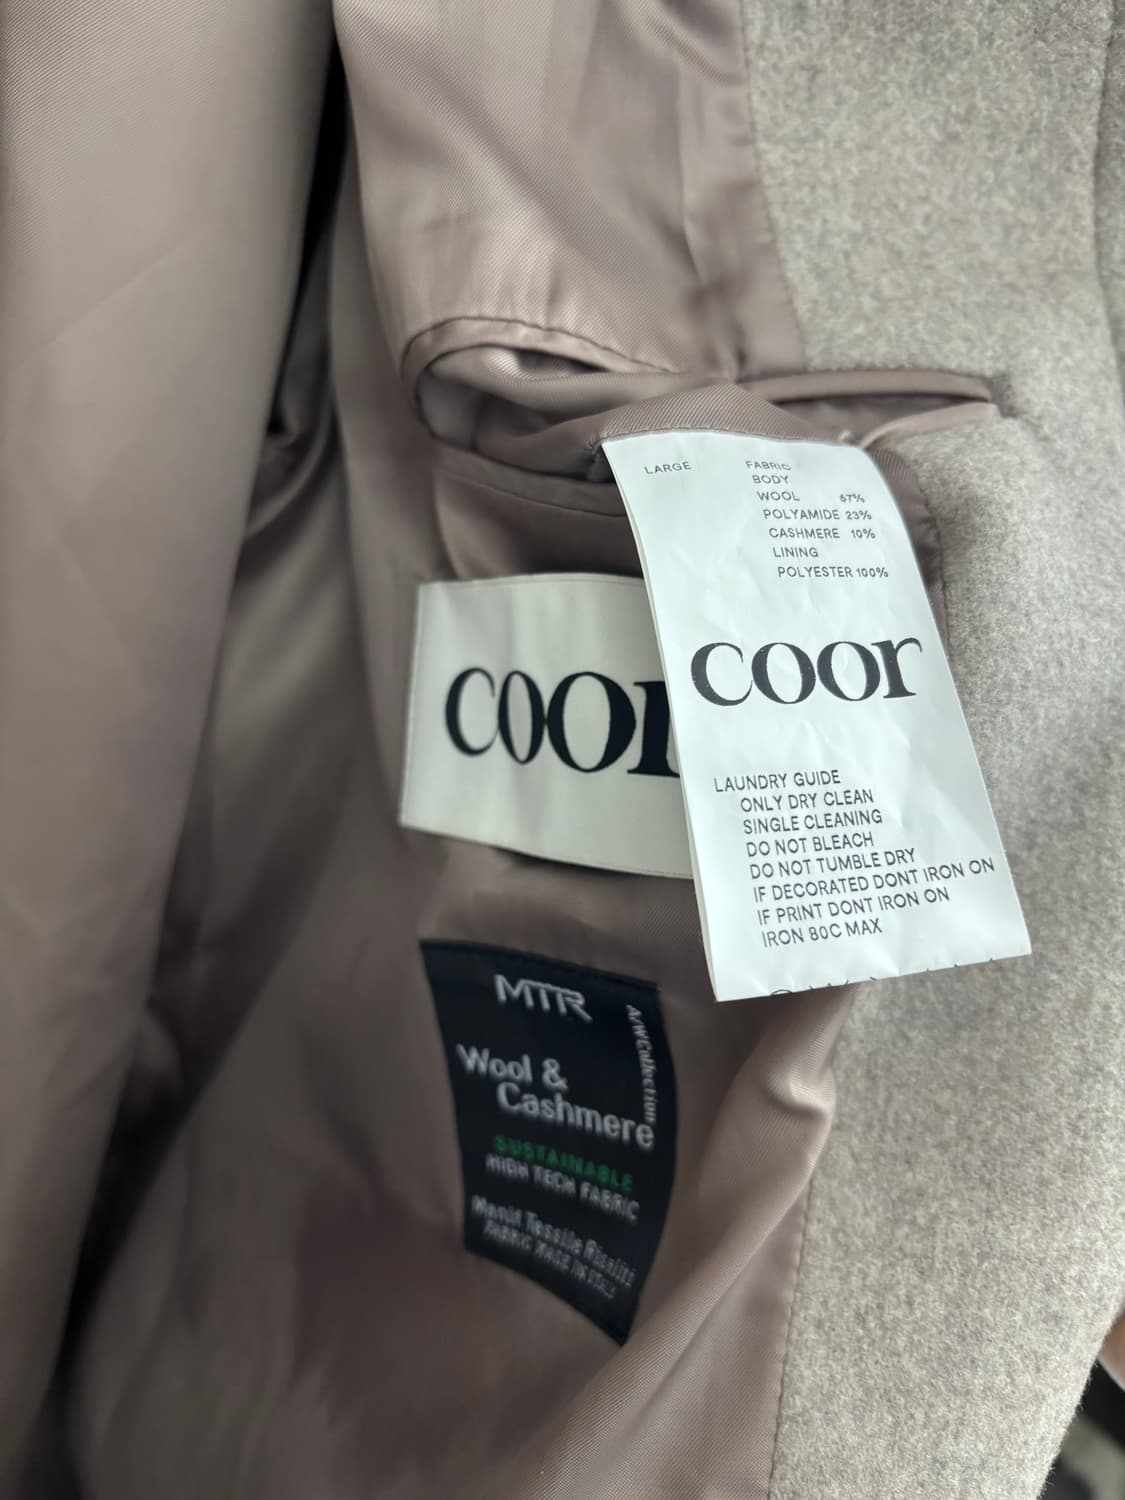 LARGE
FABRIC
BODY
WOOL 67%
POLYAMIDE 23%
CASHMERE 10%
LINING
POLYESTER 100%
coor
coor
LAUNDRY GUIDE
ONLY DRY CLEAN
SINGLE CLEANING
DO NOT BLEACH
DO NOT TUMBLE DRY
IF DECORATED DONT IRON ON
IF PRINT DONT IRON ON
IRON 80C MAX
MTR
A/W Collection
Wool &
Cashmere
SUSTAINABLE
HIGH TECH FABRIC
Manif. Tessile
FABRIC MADE IN ITALY